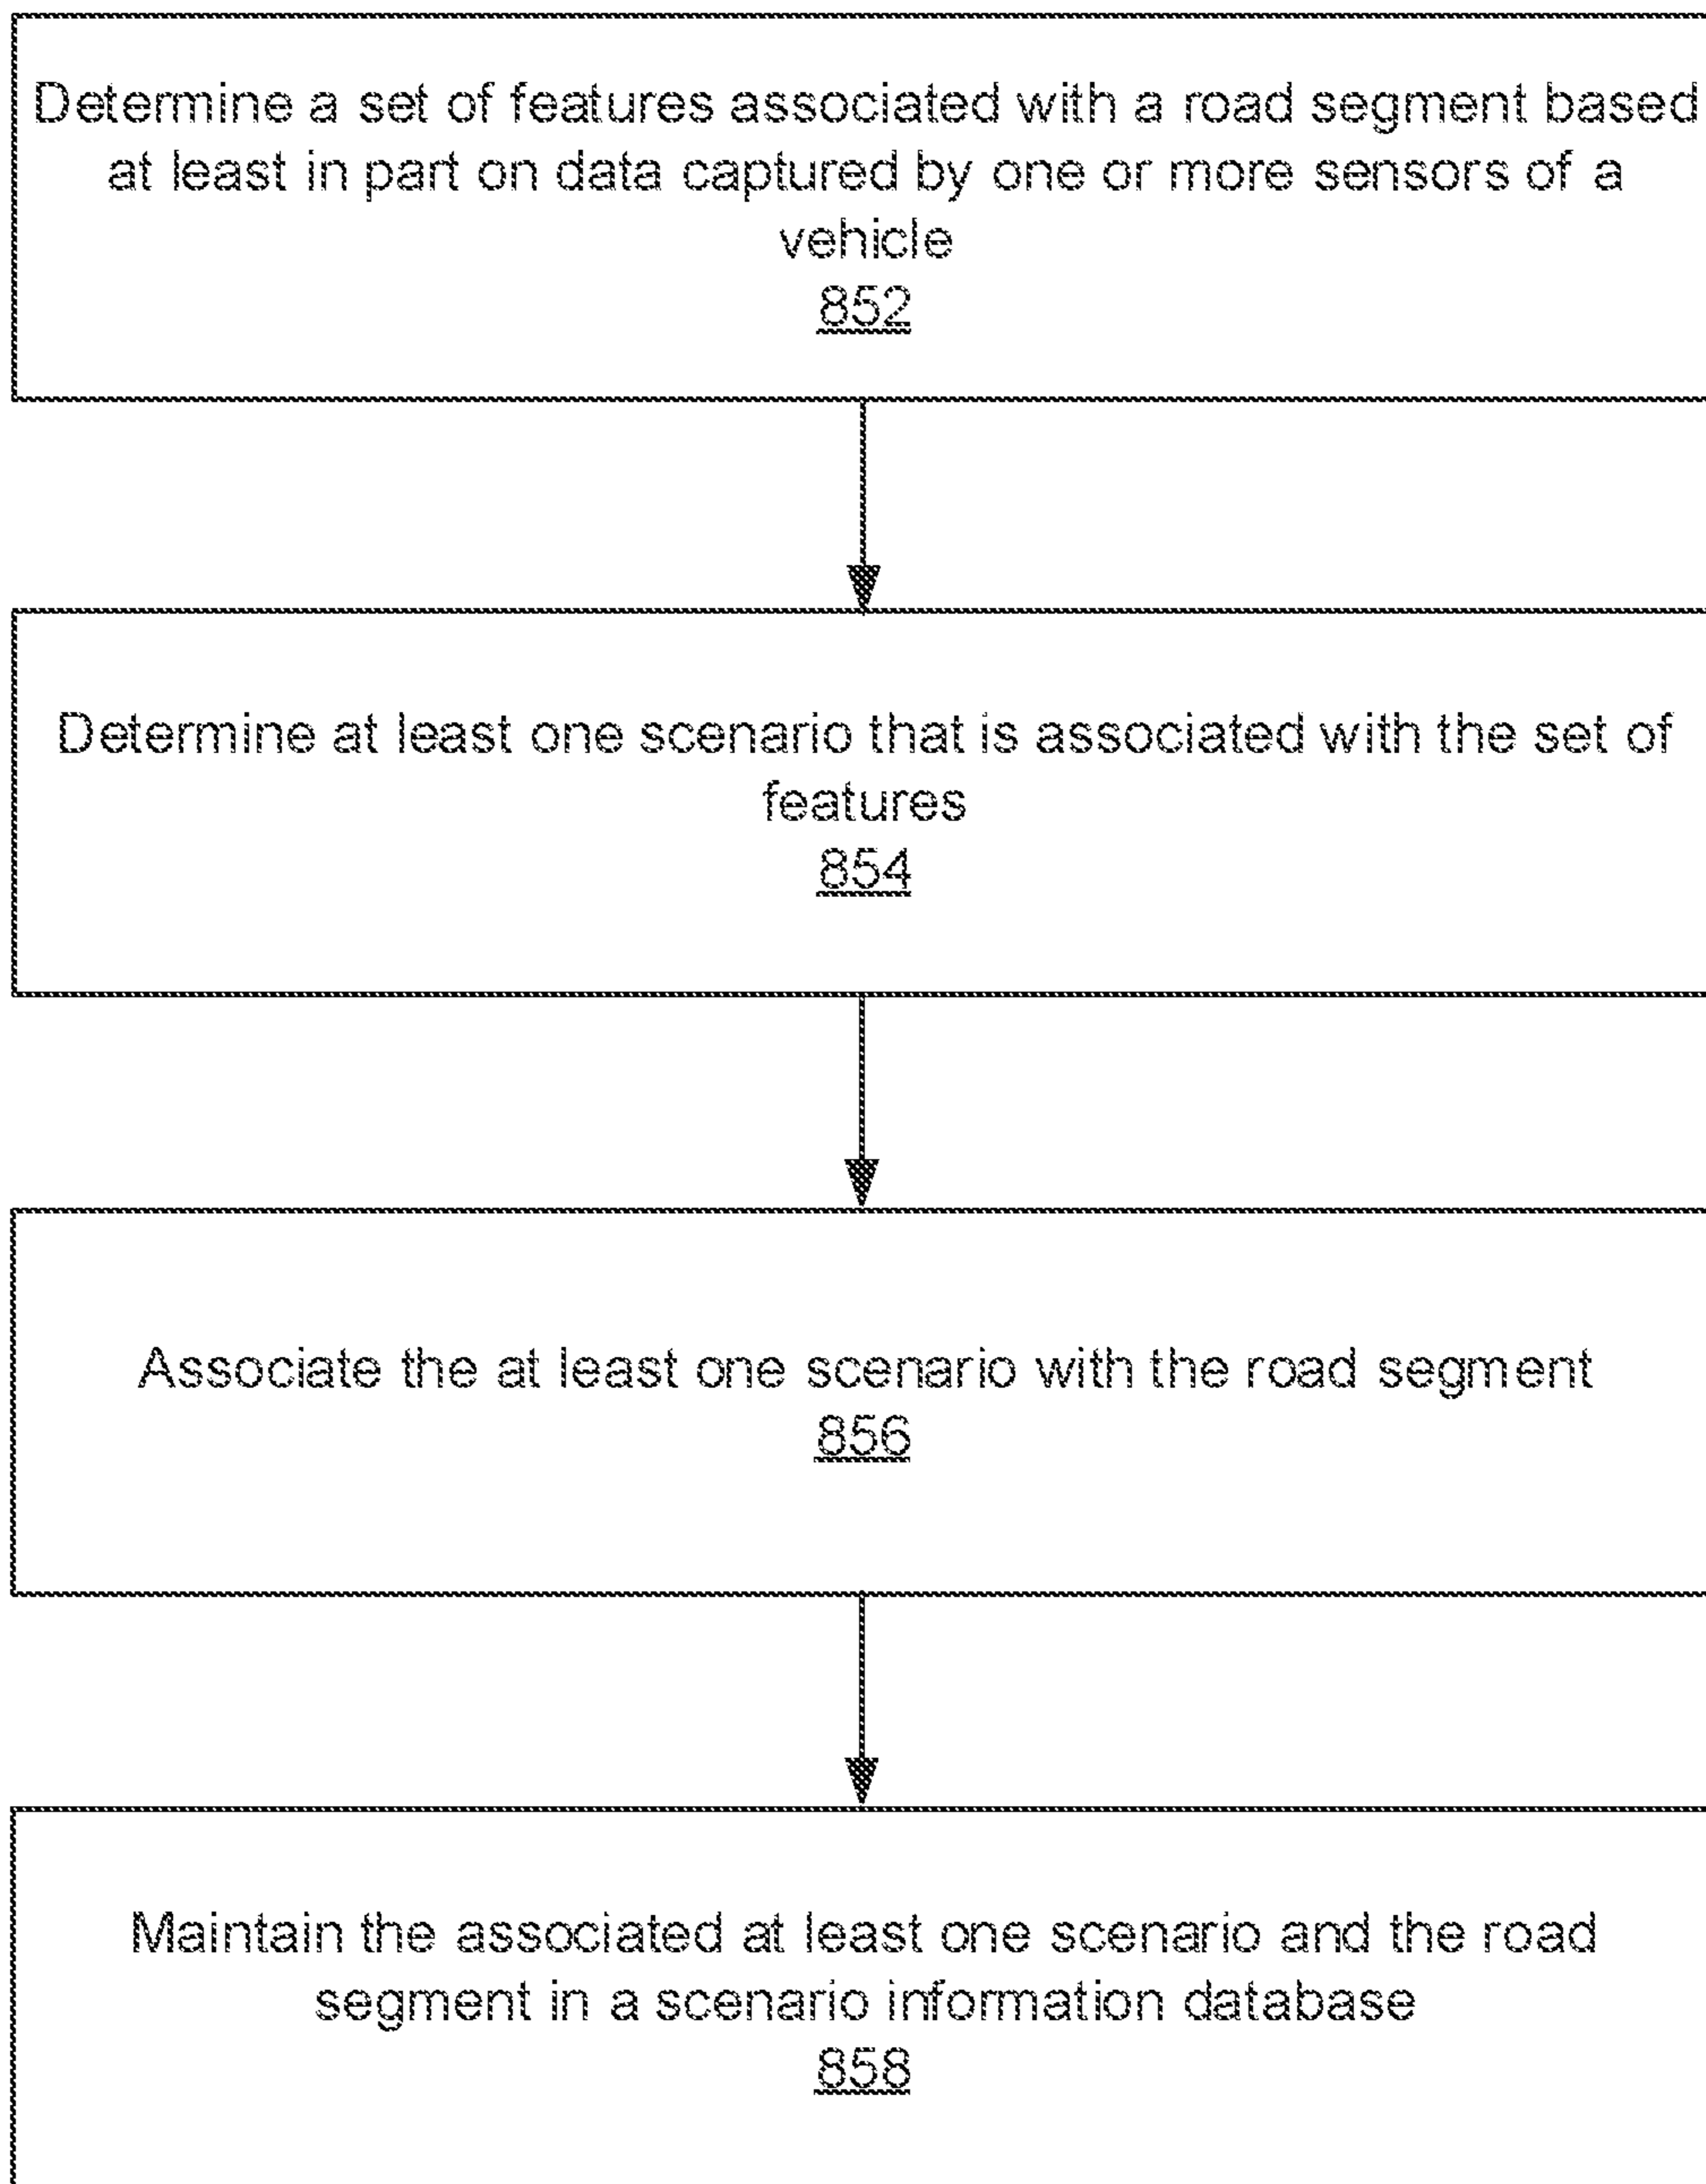 Determine a set of features associated with a road segment based
at least in part on data captured by one or more sensors of a
vehicle
852
Determine at least one scenario that is associated with the set of
features
854
Associate the at least one scenario with the road segment
856
Maintain the associated at least one scenario and the road
segment in a scenario information database
858